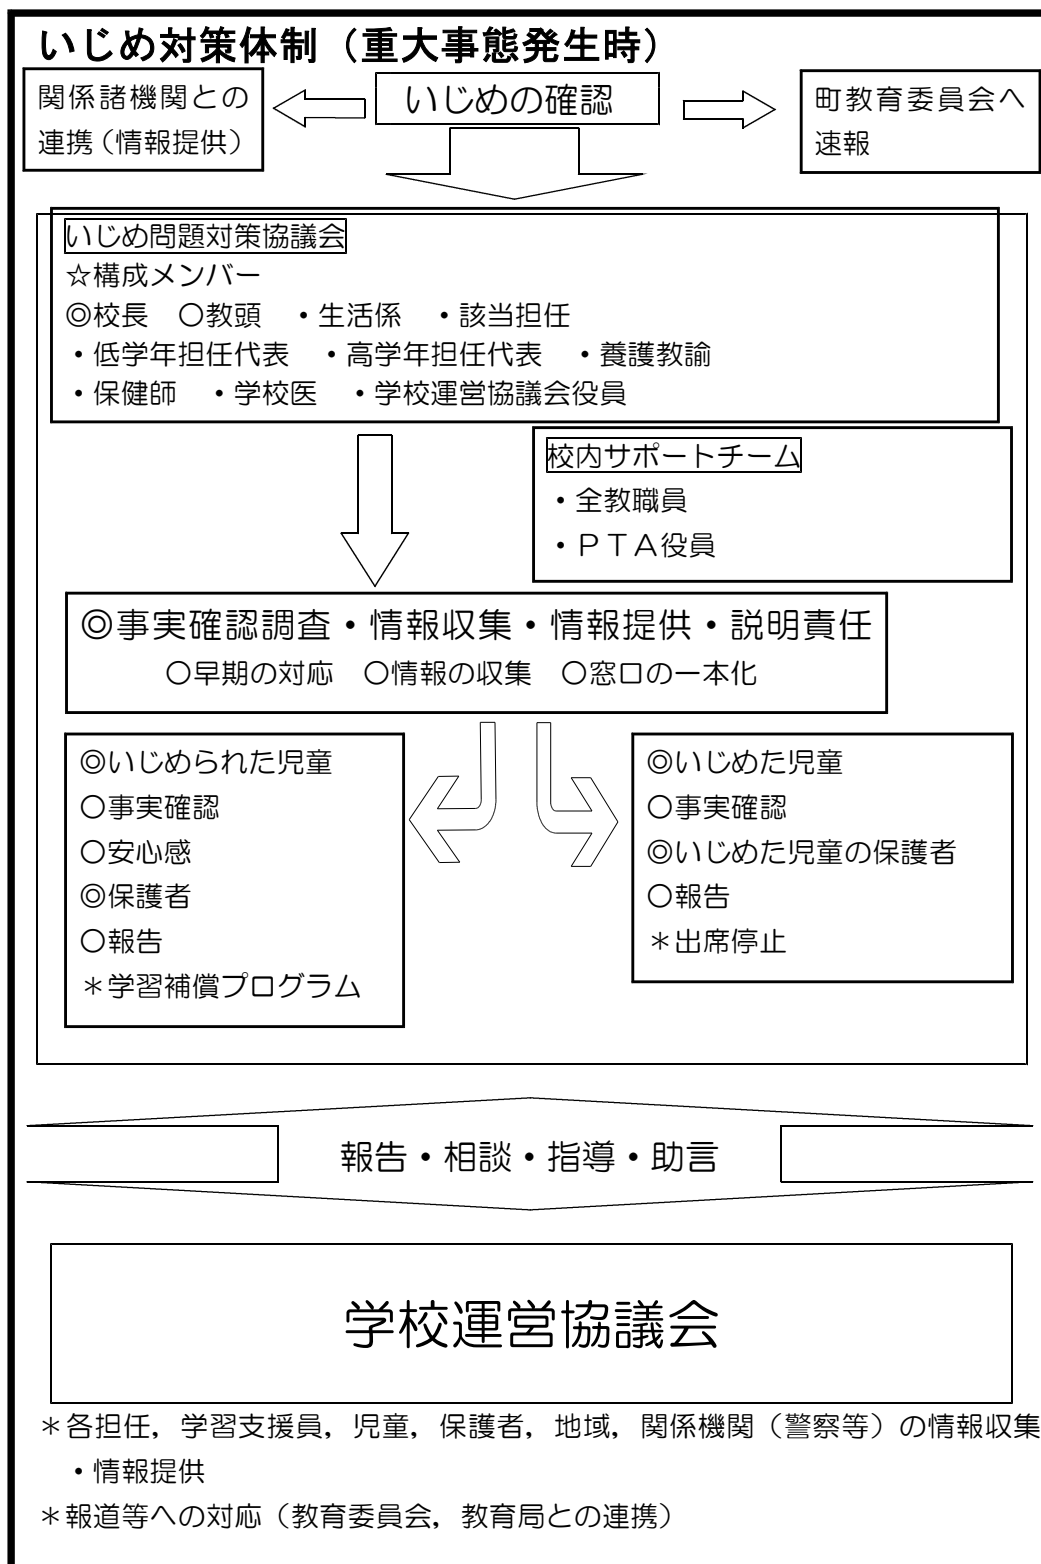 いじめ対策体制（重大事態発生時）
関係諸機関との
連携（情報提供）
いじめの確認
町教育委員会へ
速報
いじめ問題対策協議会
☆構成メンバー
◎校長　○教頭　・生活係　・該当担任
・低学年担任代表　・高学年担任代表　・養護教諭
・保健師　・学校医　・学校運営協議会役員
校内サポートチーム
・全教職員
・ＰＴＡ役員
◎事実確認調査・情報収集・情報提供・説明責任
○早期の対応　○情報の収集　○窓口の一本化
◎いじめられた児童
○事実確認
○安心感
◎保護者
○報告
＊学習補償プログラム
◎いじめた児童
○事実確認
◎いじめた児童の保護者
○報告
＊出席停止
報告・相談・指導・助言
学校運営協議会
＊各担任，学習支援員，児童，保護者，地域，関係機関（警察等）の情報収集
・情報提供
＊報道等への対応（教育委員会，教育局との連携）